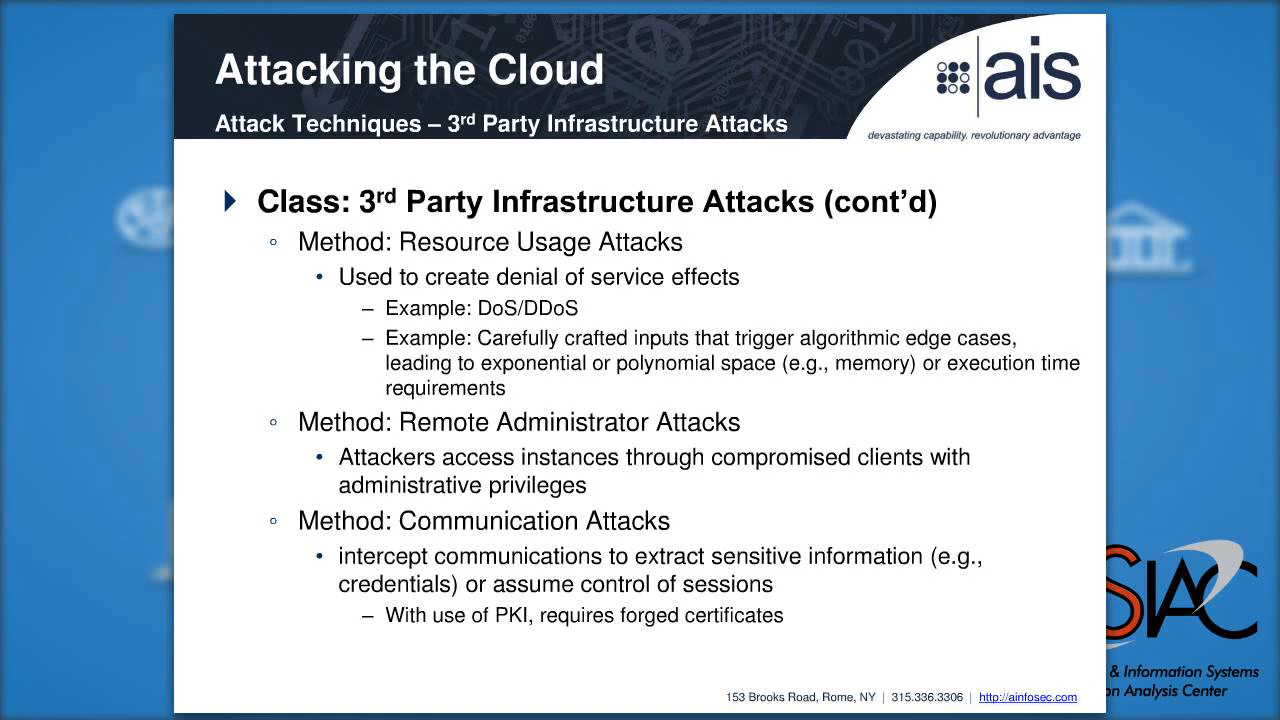 Attacking the Cloud
Attack Techniques – 3rd Party Infrastructure Attacks
ais
devastating capability, revolutionary advantage
Class: 3rd Party Infrastructure Attacks (cont’d)
Method: Resource Usage Attacks
Used to create denial of service effects
– Example: DoS/DDoS
– Example: Carefully crafted inputs that trigger algorithmic edge cases,
leading to exponential or polynomial space (e.g., memory) or execution time
requirements
Method: Remote Administrator Attacks
• Attackers access instances through compromised clients with
administrative privileges
Method: Communication Attacks
• intercept communications to extract sensitive information (e.g.,
credentials) or assume control of sessions
– With use of PKI, requires forged certificates
153 Brooks Road, Rome, NY | 315.336.3306 | http://ainfosec.com
SIAC
& Information Systems
on Analysis Center